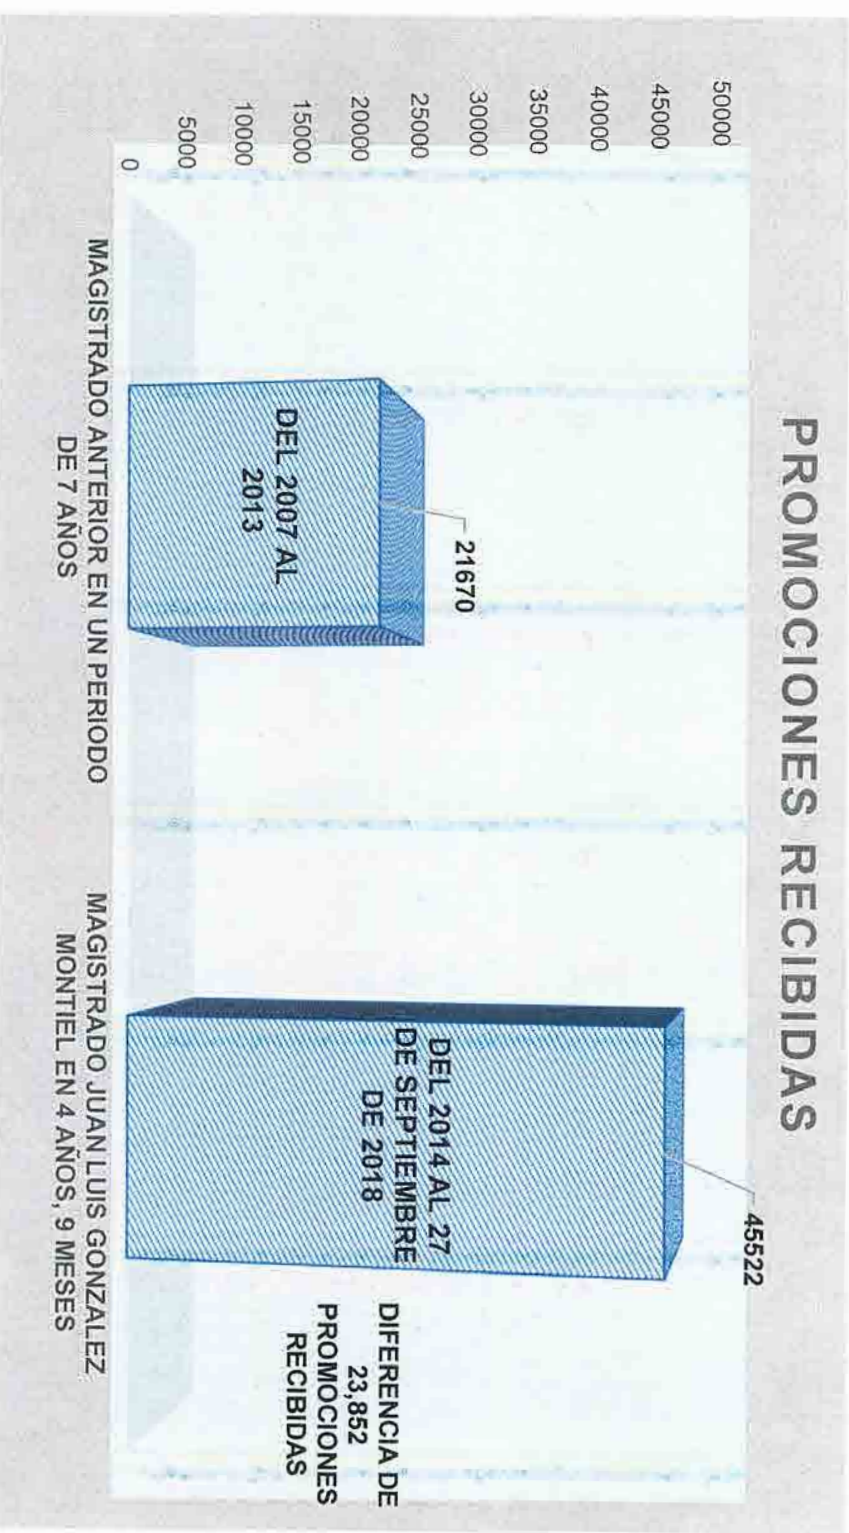 PROMOCIONES RECIBIDAS
50000
45000
40000
35000
30000
25000
20000
15000
10000
5000
0
21670
DEL 2007 AL
2013
MAGISTRADO ANTERIOR EN UN PERIODO
DE 7 AÑOS
45522
DEL 2014 AL 27
DE SEPTIEMBRE
DE 2018
MAGISTRADO JUAN LUIS GONZALEZ
MONTIEL EN 4 AÑOS, 9 MESES
DIFERENCIA DE
23,852
PROMOCIONES
RECIBIDAS